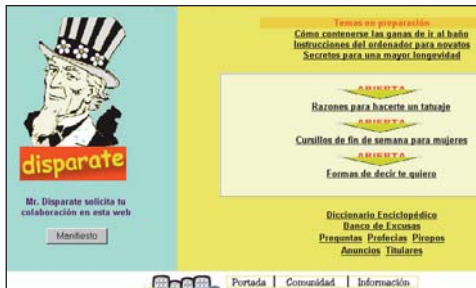 Temas en preparación
Cómo contenerse las ganas de ir al baño
Instrucciones del ordenador para novatos
Secretos para una mayor longevidad
ABIERTA
Razones para hacerte un tatuaje
ABIERTA
Cursillos de fin de semana para mujeres
ABIERTA
Formas de decir te quiero
disparate
Mr. Disparate solicita tu
colaboración en esta web
Manifiesto
Diccionario Enciclopédico
Banco de Excusas
Preguntas Profecías Piropos
Anuncios Titulares
Portada Comunidad Información